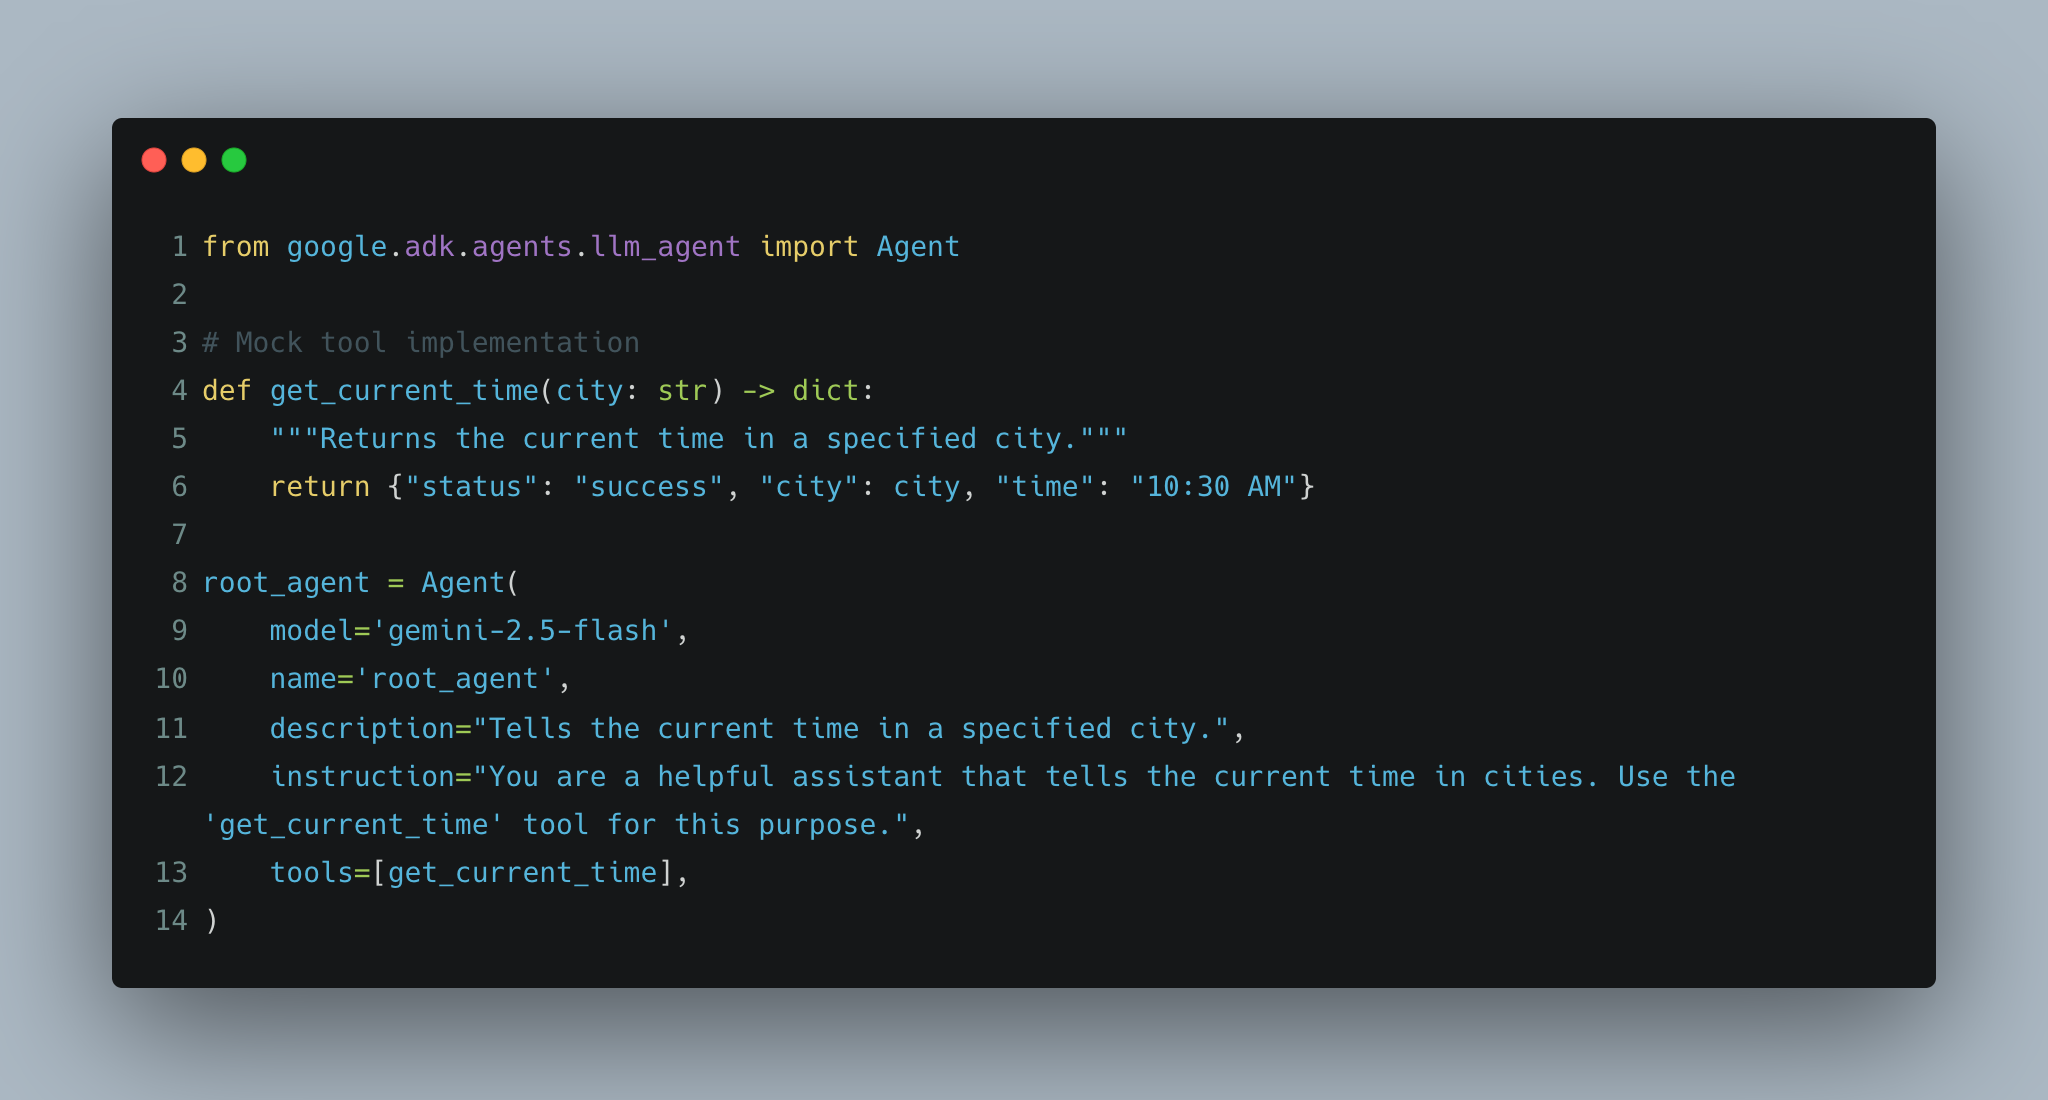 1 from google.adk.agents.llm_agent import Agent
2
3 # Mock tool implementation
4 def get_current_time(city: str) -> dict:
5     """Returns the current time in a specified city."""
6     return {"status": "success", "city": city, "time": "10:30 AM"}
7
8 root_agent = Agent(
9     model='gemini-2.5-flash',
10     name='root_agent',
11     description="Tells the current time in a specified city.",
12     instruction="You are a helpful assistant that tells the current time in cities. Use the
'get_current_time' tool for this purpose.",
13     tools=[get_current_time],
14 )